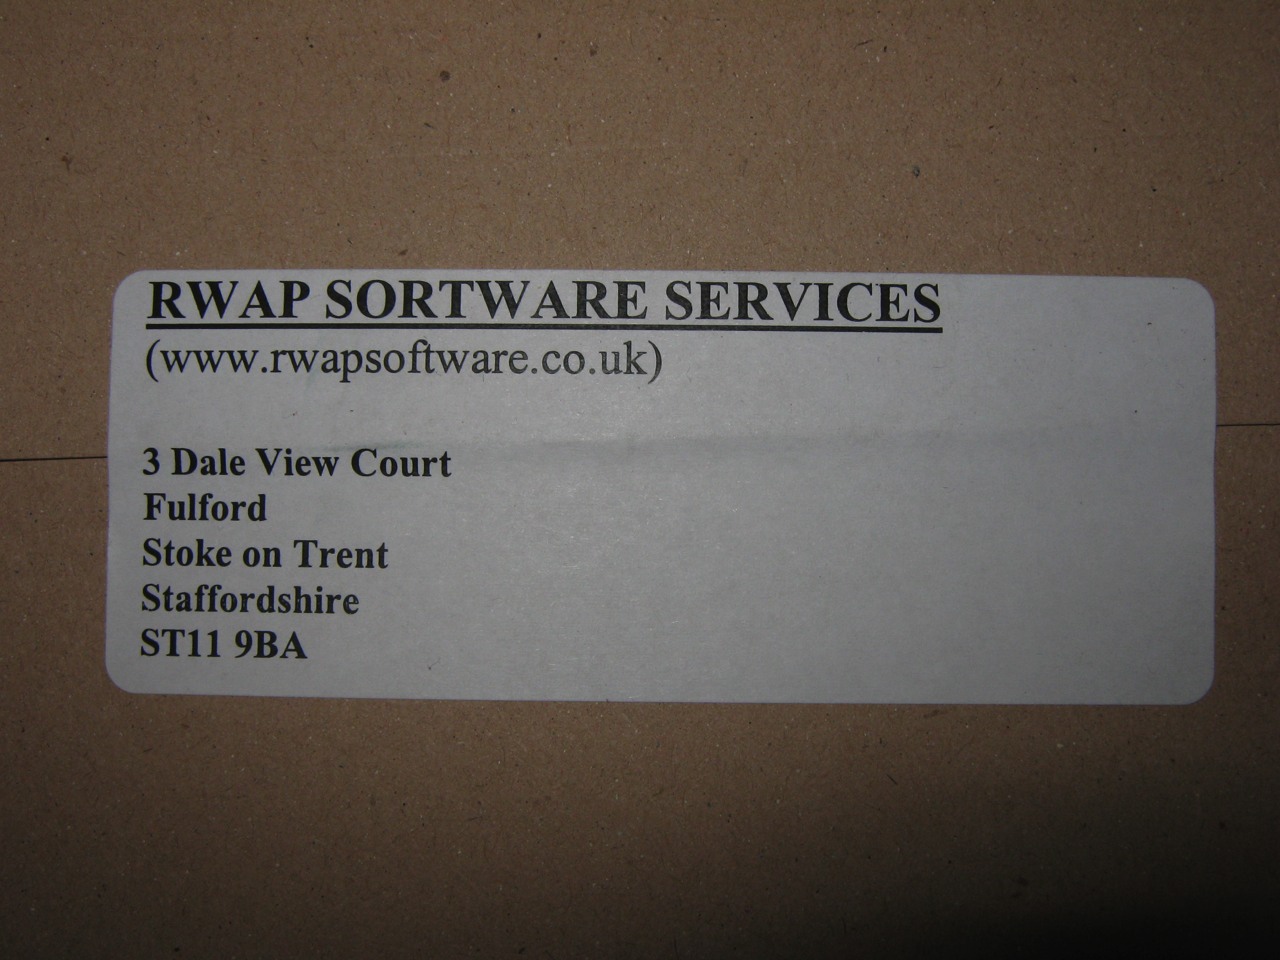 RWAP SORTWARE SERVICES
(www.rwapsoftware.co.uk)
3 Dale View Court
Fulford
Stoke on Trent
Staffordshire
ST11 9BA